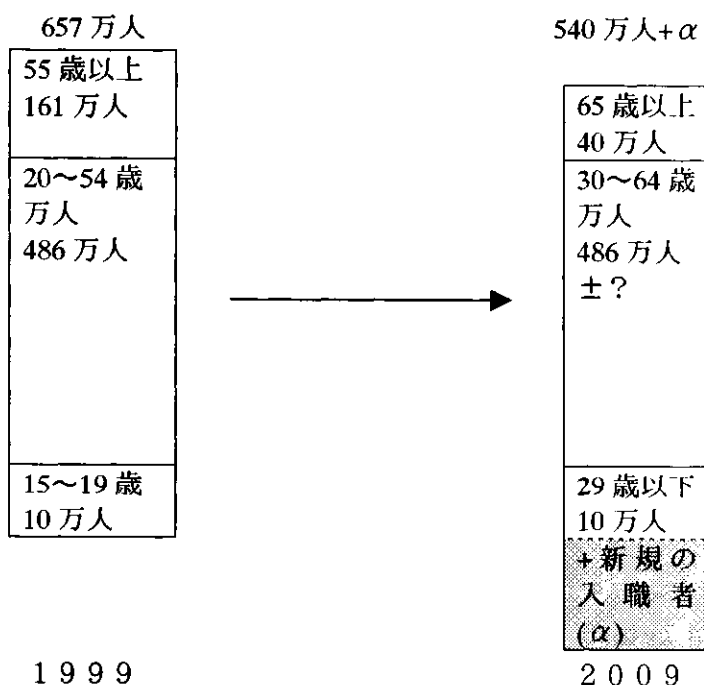 657 万人
55 歳以上
161 万人
20～54 歳
万人
486 万人
15～19 歳
10 万人
1999
540 万人+α
65 歳以上
40 万人
30～64 歳
万人
486 万人
±？
29 歳以下
10 万人
+新規の
入職者
(α)
2009